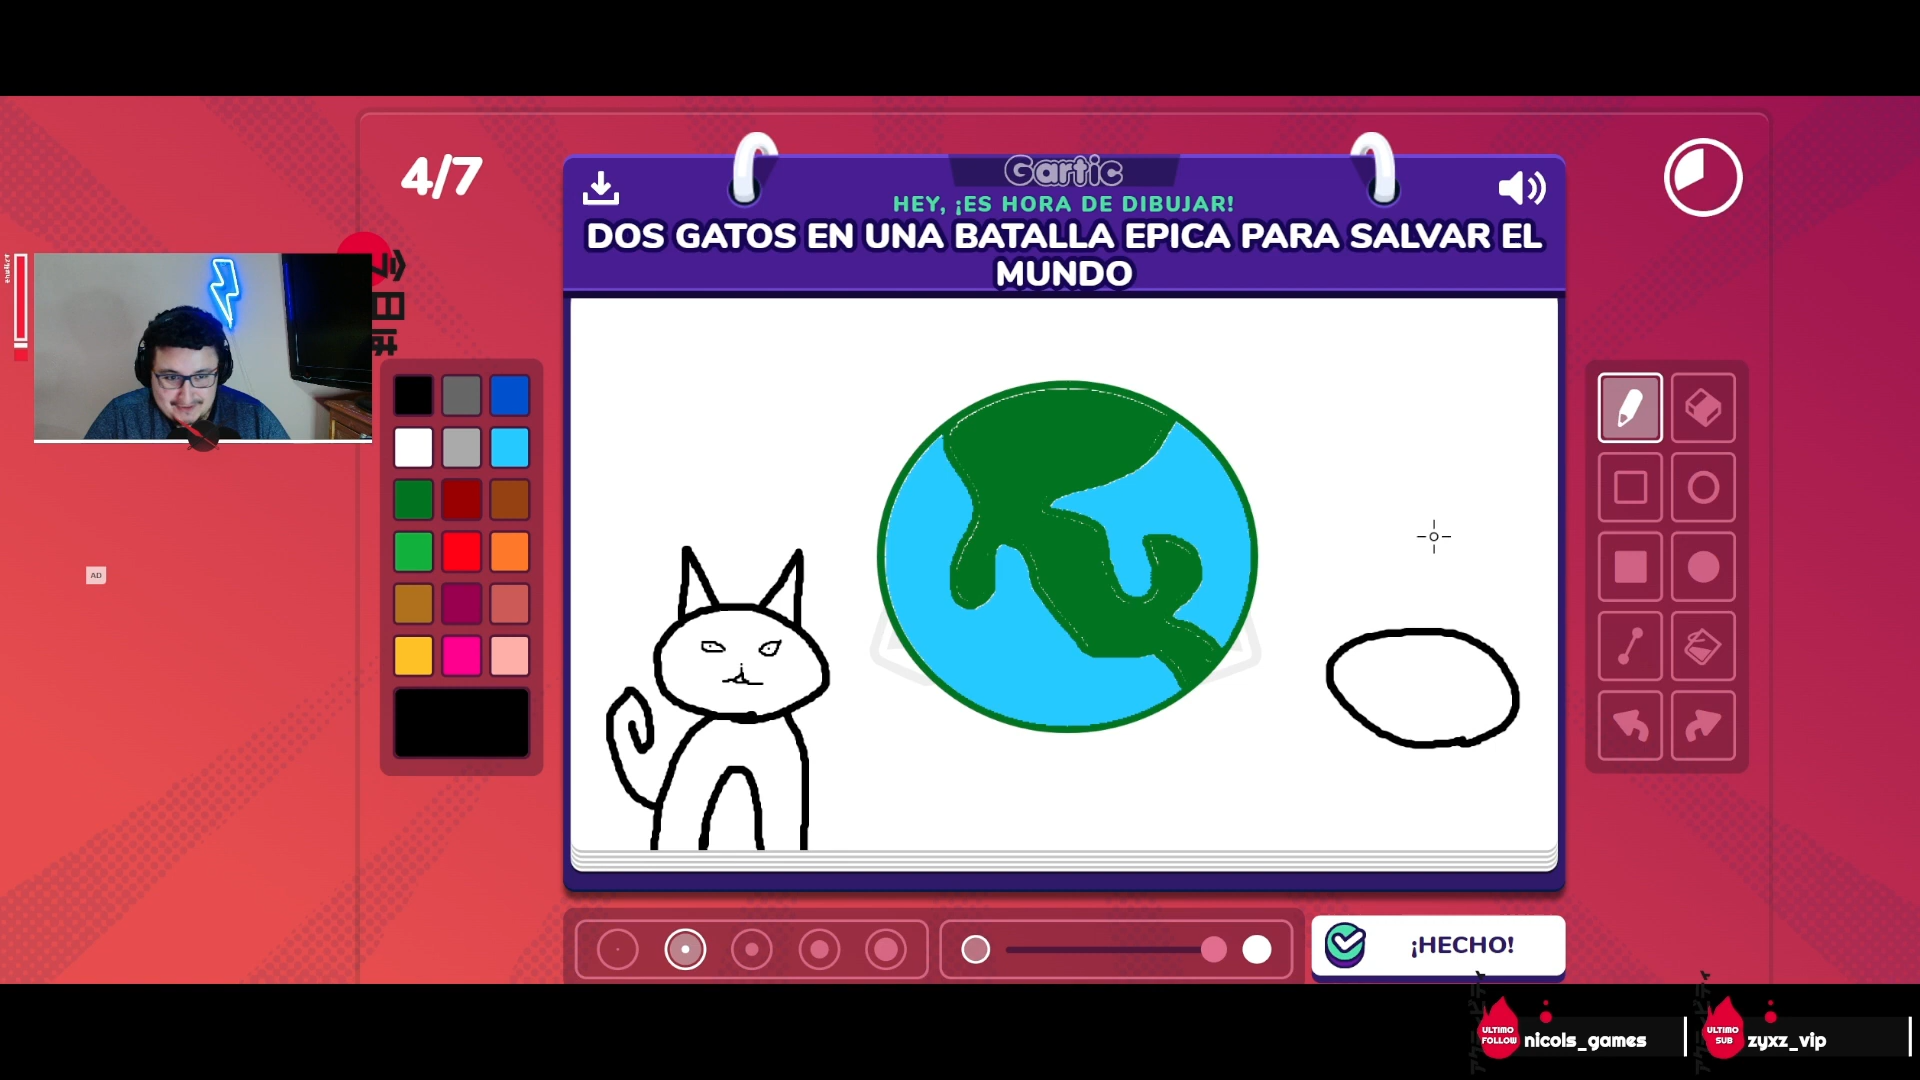 4/7
Gartic
HEY, ¡ES HORA DE DIBUJAR!
DOS GATOS EN UNA BATALLA EPICA PARA SALVAR EL
MUNDO
AD
¡HECHO!
ULTIMO
FOLLOW
nicols_games
ULTIMO
SUB
zyxz_vip